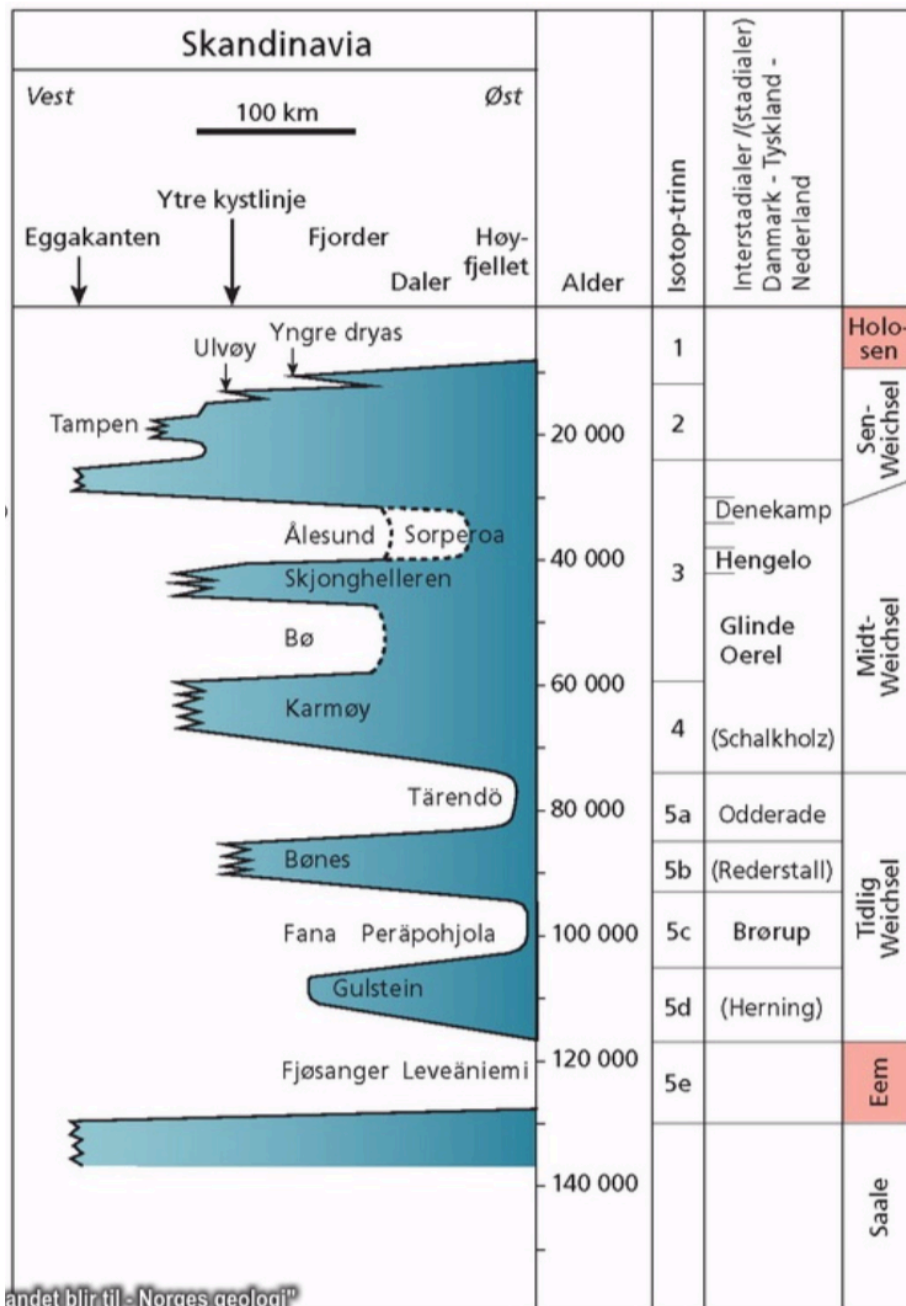 Skandinavia
Vest
Øst
100 km
Ytre kystlinje
Eggakanten
Fjorder
Daler
Høy-
fjellet
Alder
Isotop-trinn
Interstadialer /(stadialer)
Danmark - Tyskland -
Nederland
Ulvøy
Yngre dryas
Tampen
20 000
Ålesund
Sorperoa
40 000
Skjonghelleren
Bø
60 000
Karmøy
Tärendö
80 000
Bønes
Fana Peräpohjola
100 000
Gulstein
120 000
Fjøsanger Leveäniemi
140 000
1
2
3
4
5a
5b
5c
5d
5e
Denekamp
Hengelo
Glinde
Oerel
(Schalkholz)
Odderade
(Rederstall)
Brørup
(Herning)
Holo-
sen
Sen-
Weichsel
Midt-
Weichsel
Tidlig
Weichsel
Eem
Saale
andet blir til - Norges geologi"